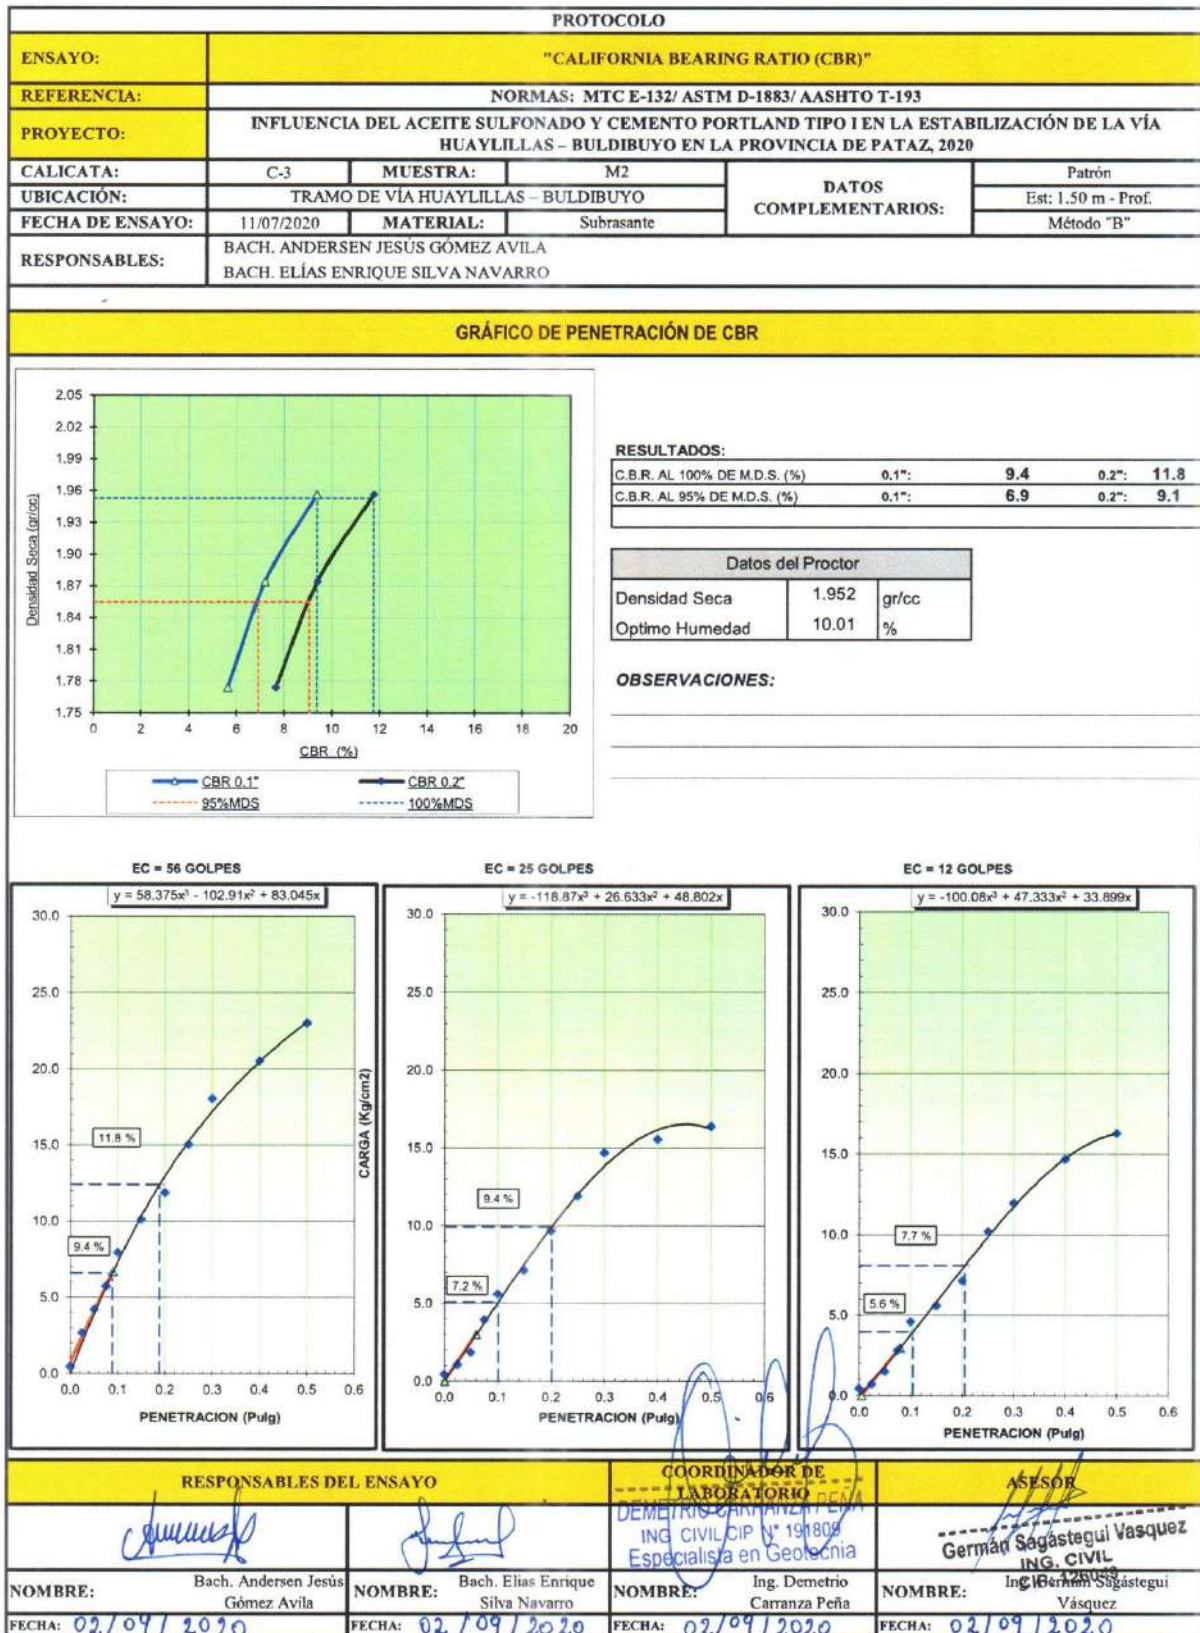 PROTOCOLO
ENSAYO: "CALIFORNIA BEARING RATIO (CBR)"
REFERENCIA: NORMAS: MTC E-132/ ASTM D-1883/ AASHTO T-193
PROYECTO: INFLUENCIA DEL ACEITE SULFONADO Y CEMENTO PORTLAND TIPO I EN LA ESTABILIZACIÓN DE LA VÍA
HUAYLILLAS – BULDIBUYO EN LA PROVINCIA DE PATAZ, 2020
CALICATA: C-3 MUESTRA: M2 DATOS COMPLEMENTARIOS: Patrón
UBICACIÓN: TRAMO DE VÍA HUAYLILLAS – BULDIBUYO Est: 1.50 m - Prof.
FECHA DE ENSAYO: 11/07/2020 MATERIAL: Subrasante Método "B"
RESPONSABLES: BACH. ANDERSEN JESÚS GÓMEZ AVILA
BACH. ELÍAS ENRIQUE SILVA NAVARRO
GRÁFICO DE PENETRACIÓN DE CBR
2.05
2.02
1.99
1.96
1.93
1.90
1.87
1.84
1.81
1.78
1.75
Densidad Seca (gr/cc)
0 2 4 6 8 10 12 14 16 18 20
CBR (%)
CBR 0.1" CBR 0.2"
95%MDS 100%MDS
RESULTADOS:
C.B.R. AL 100% DE M.D.S. (%) 0.1": 9.4 0.2": 11.8
C.B.R. AL 95% DE M.D.S. (%) 0.1": 6.9 0.2": 9.1
Datos del Proctor
Densidad Seca 1.952 gr/cc
Optimo Humedad 10.01 %
OBSERVACIONES:
EC = 56 GOLPES
y = 58.375x³ - 102.91x² + 83.045x
30.0
25.0
20.0
15.0
10.0
5.0
0.0
11.8 %
9.4 %
0.0 0.1 0.2 0.3 0.4 0.5 0.6
PENETRACION (Pulg)
EC = 25 GOLPES
y = -118.87x³ + 26.633x² + 48.802x
CARGA (Kg/cm2)
30.0
25.0
20.0
15.0
10.0
5.0
0.0
9.4 %
7.2 %
0.0 0.1 0.2 0.3 0.4 0.5 0.6
PENETRACION (Pulg)
EC = 12 GOLPES
y = -100.08x³ + 47.333x² + 33.899x
30.0
25.0
20.0
15.0
10.0
5.0
0.0
7.7 %
5.6 %
0.0 0.1 0.2 0.3 0.4 0.5 0.6
PENETRACION (Pulg)
RESPONSABLES DEL ENSAYO COORDINADOR DE LABORATORIO ASESOR
DEMETRIO CARRANZA PEÑA
ING. CIVIL CIP N° 191809
Especialista en Geotecnia
Germán Sagástegui Vasquez
ING. CIVIL
CIP: 126049
NOMBRE: Bach. Andersen Jesús Gómez Avila
NOMBRE: Bach. Elias Enrique Silva Navarro
NOMBRE: Ing. Demetrio Carranza Peña
NOMBRE: Ing. Germán Sagástegui Vásquez
FECHA: 02/09/2020 FECHA: 02/09/2020 FECHA: 02/09/2020 FECHA: 02/09/2020